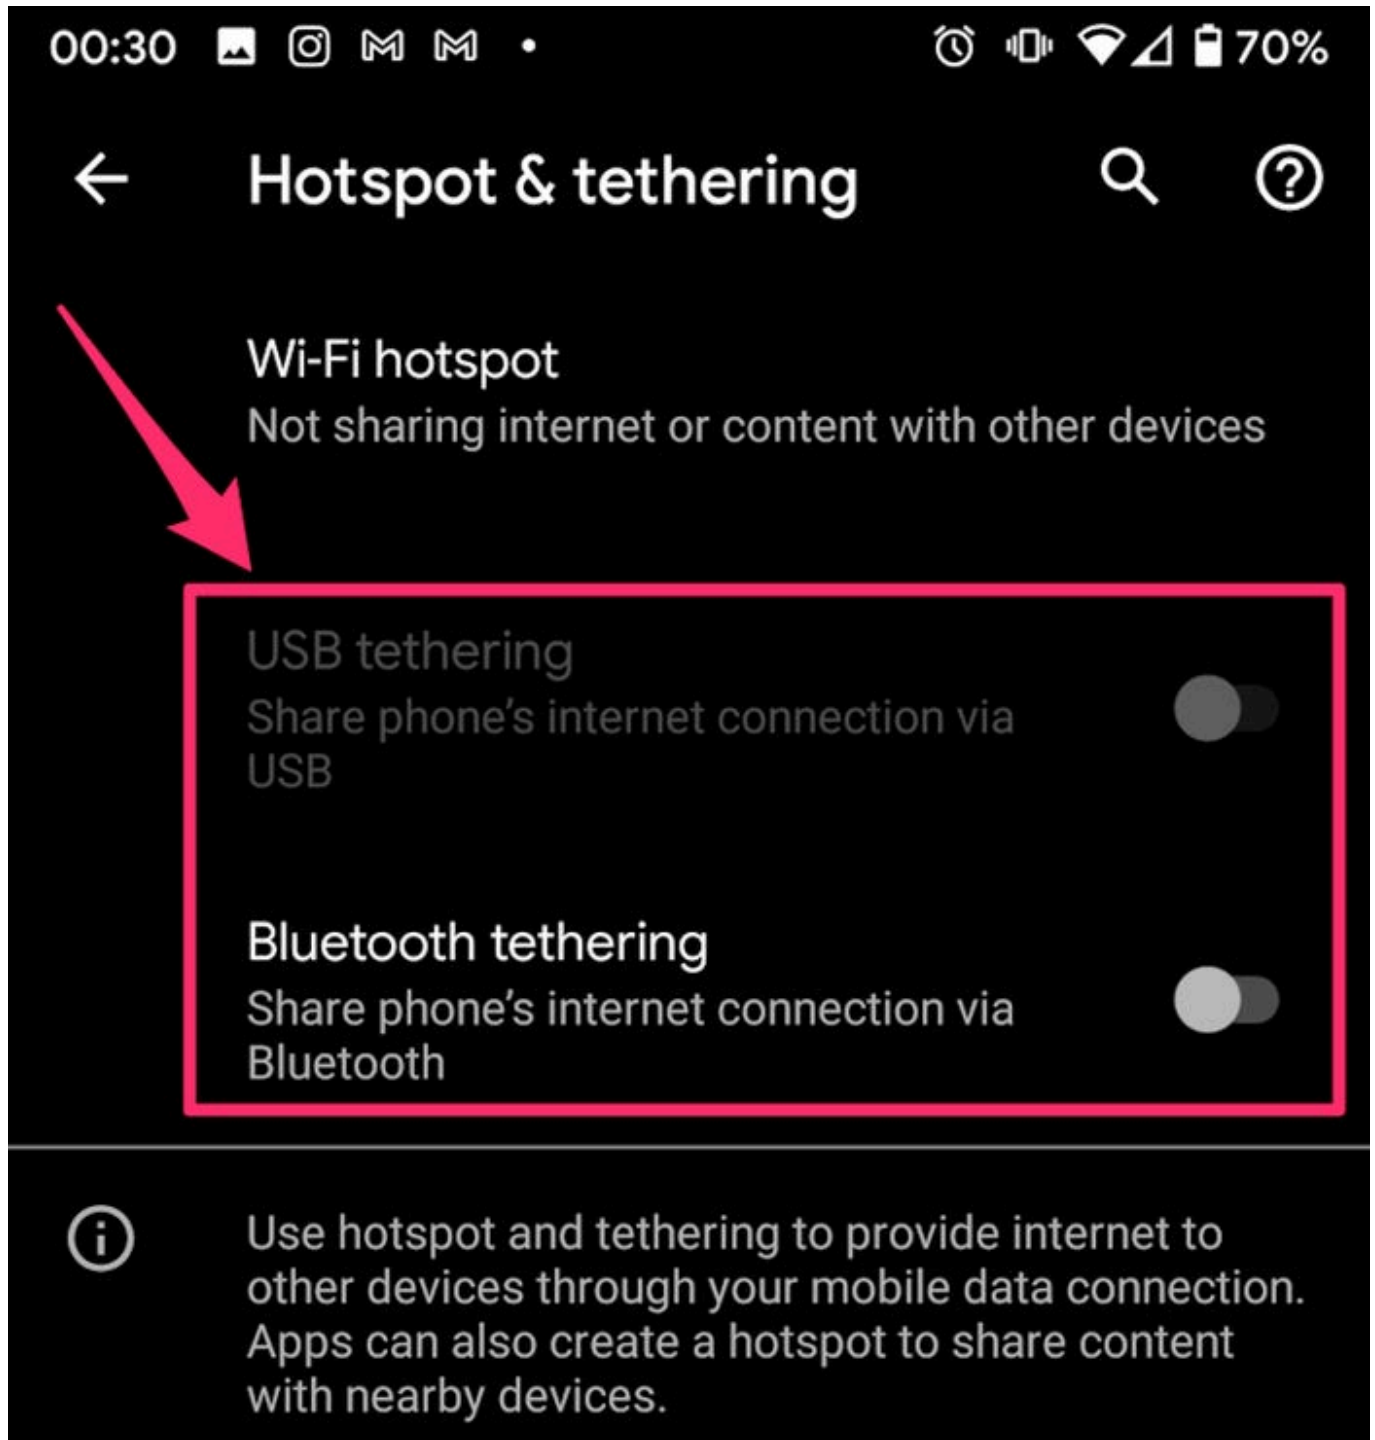 00:30 70%
Hotspot & tethering
Wi-Fi hotspot
Not sharing internet or content with other devices
USB tethering
Share phone’s internet connection via
USB
Bluetooth tethering
Share phone’s internet connection via
Bluetooth
Use hotspot and tethering to provide internet to
other devices through your mobile data connection.
Apps can also create a hotspot to share content
with nearby devices.